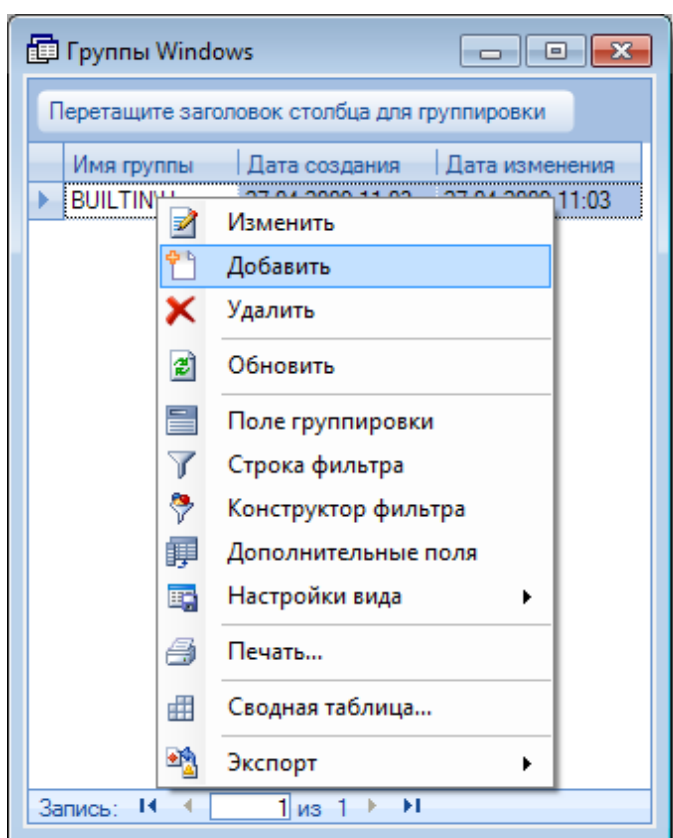 Группы Windows
Перетащите заголовок столбца для группировки
Имя группы Дата создания Дата изменения
11:03
Изменить
Добавить
Удалить
Обновить
Поле группировки
Строка фильтра
Конструктор фильтра
Дополнительные поля
Настройки вида
Печать...
Сводная таблица...
Экспорт
Запись: 1 из 1